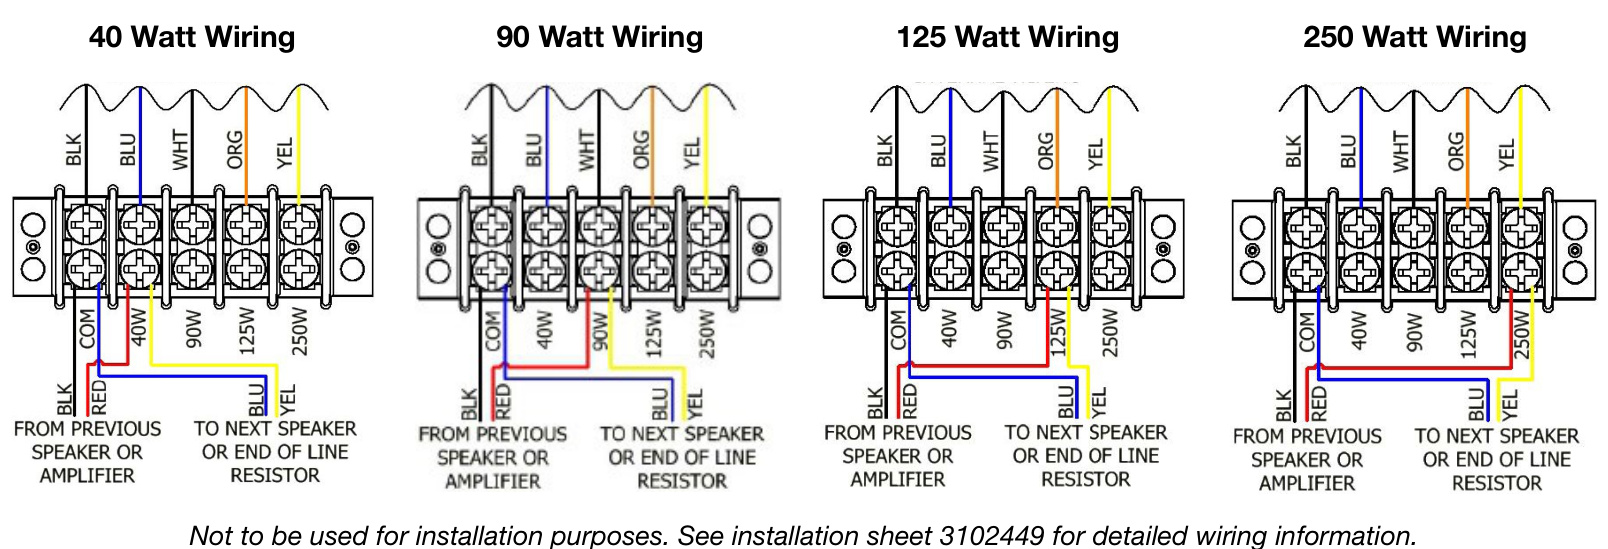 40 Watt Wiring
BLK BLU WHT ORG YEL
COM 40W 90W 125W 250W
BLK RED BLU YEL
FROM PREVIOUS
SPEAKER OR
AMPLIFIER
TO NEXT SPEAKER
OR END OF LINE
RESISTOR
90 Watt Wiring
BLK BLU WHT ORG YEL
COM 40W 90W 125W 250W
BLK RED BLU YEL
FROM PREVIOUS
SPEAKER OR
AMPLIFIER
TO NEXT SPEAKER
OR END OF LINE
RESISTOR
125 Watt Wiring
BLK BLU WHT ORG YEL
COM 40W 90W 125W 250W
BLK RED BLU YEL
FROM PREVIOUS
SPEAKER OR
AMPLIFIER
TO NEXT SPEAKER
OR END OF LINE
RESISTOR
250 Watt Wiring
BLK BLU WHT ORG YEL
COM 40W 90W 125W 250W
BLK RED BLU YEL
FROM PREVIOUS
SPEAKER OR
AMPLIFIER
TO NEXT SPEAKER
OR END OF LINE
RESISTOR
Not to be used for installation purposes. See installation sheet 3102449 for detailed wiring information.